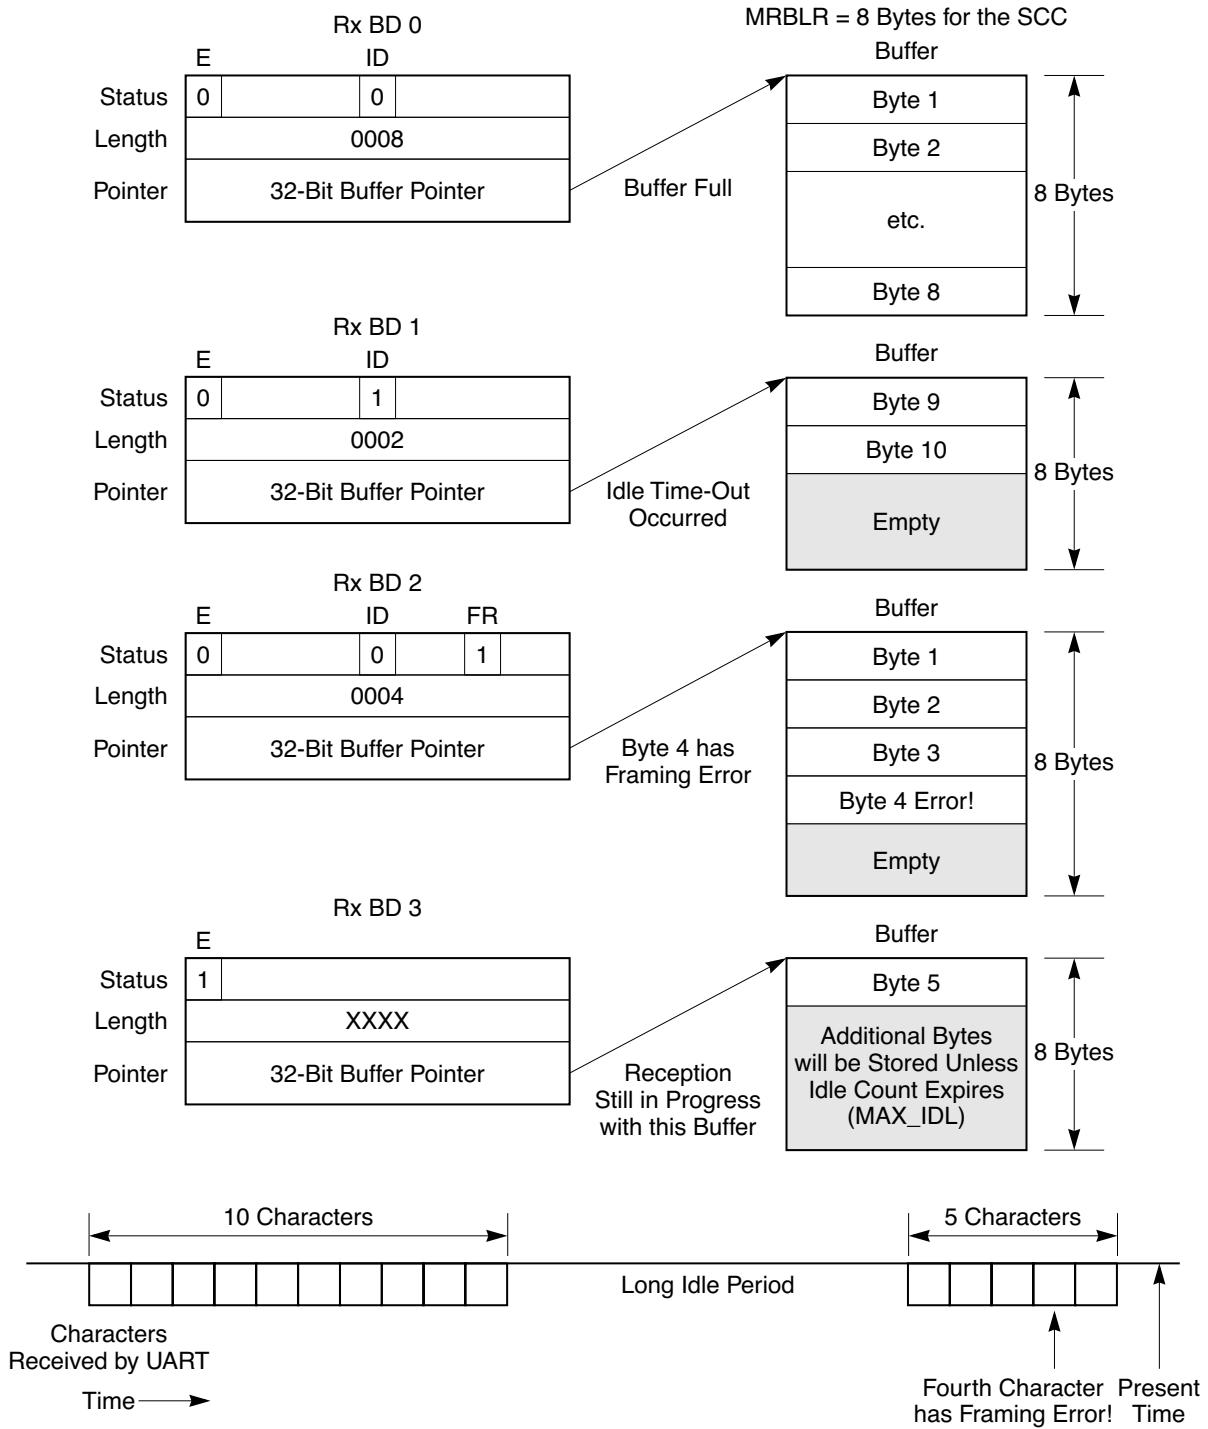 MRBLR = 8 Bytes for the SCC
Rx BD 0
Buffer
E ID
Status 0 0
Byte 1
Length 0008
Byte 2
Pointer 32-Bit Buffer Pointer
Buffer Full
etc.
8 Bytes
Byte 8
Rx BD 1
Buffer
E ID
Status 0 1
Byte 9
Length 0002
Byte 10
Pointer 32-Bit Buffer Pointer
Idle Time-Out
Occurred
Empty
8 Bytes
Rx BD 2
Buffer
E ID FR
Status 0 0 1
Byte 1
Length 0004
Byte 2
Pointer 32-Bit Buffer Pointer
Byte 4 has
Framing Error
Byte 3
8 Bytes
Byte 4 Error!
Empty
Rx BD 3
Buffer
E
Status 1
Byte 5
Length XXXX
Pointer 32-Bit Buffer Pointer
Reception
Still in Progress
with this Buffer
Additional Bytes
will be Stored Unless
Idle Count Expires
(MAX_IDL)
8 Bytes
10 Characters
5 Characters
Long Idle Period
Characters
Received by UART
Time
Fourth Character
has Framing Error!
Present
Time